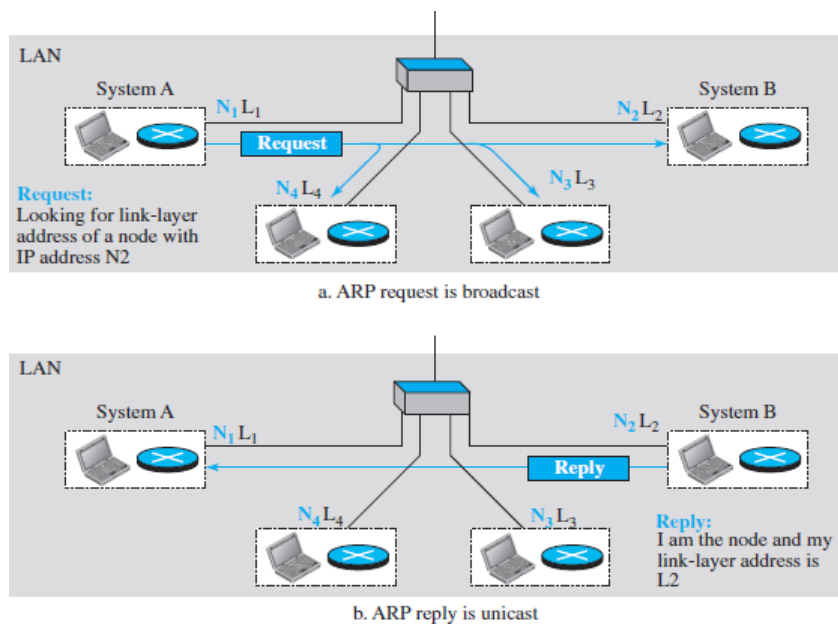 LAN
System A
System B
N₁ L₁
N₂ L₂
Request
N₄ L₄
N₃ L₃
Request:
Looking for link-layer
address of a node with
IP address N2
a. ARP request is broadcast
LAN
System A
System B
N₁ L₁
N₂ L₂
Reply
N₄ L₄
N₃ L₃
Reply:
I am the node and my
link-layer address is
L2
b. ARP reply is unicast